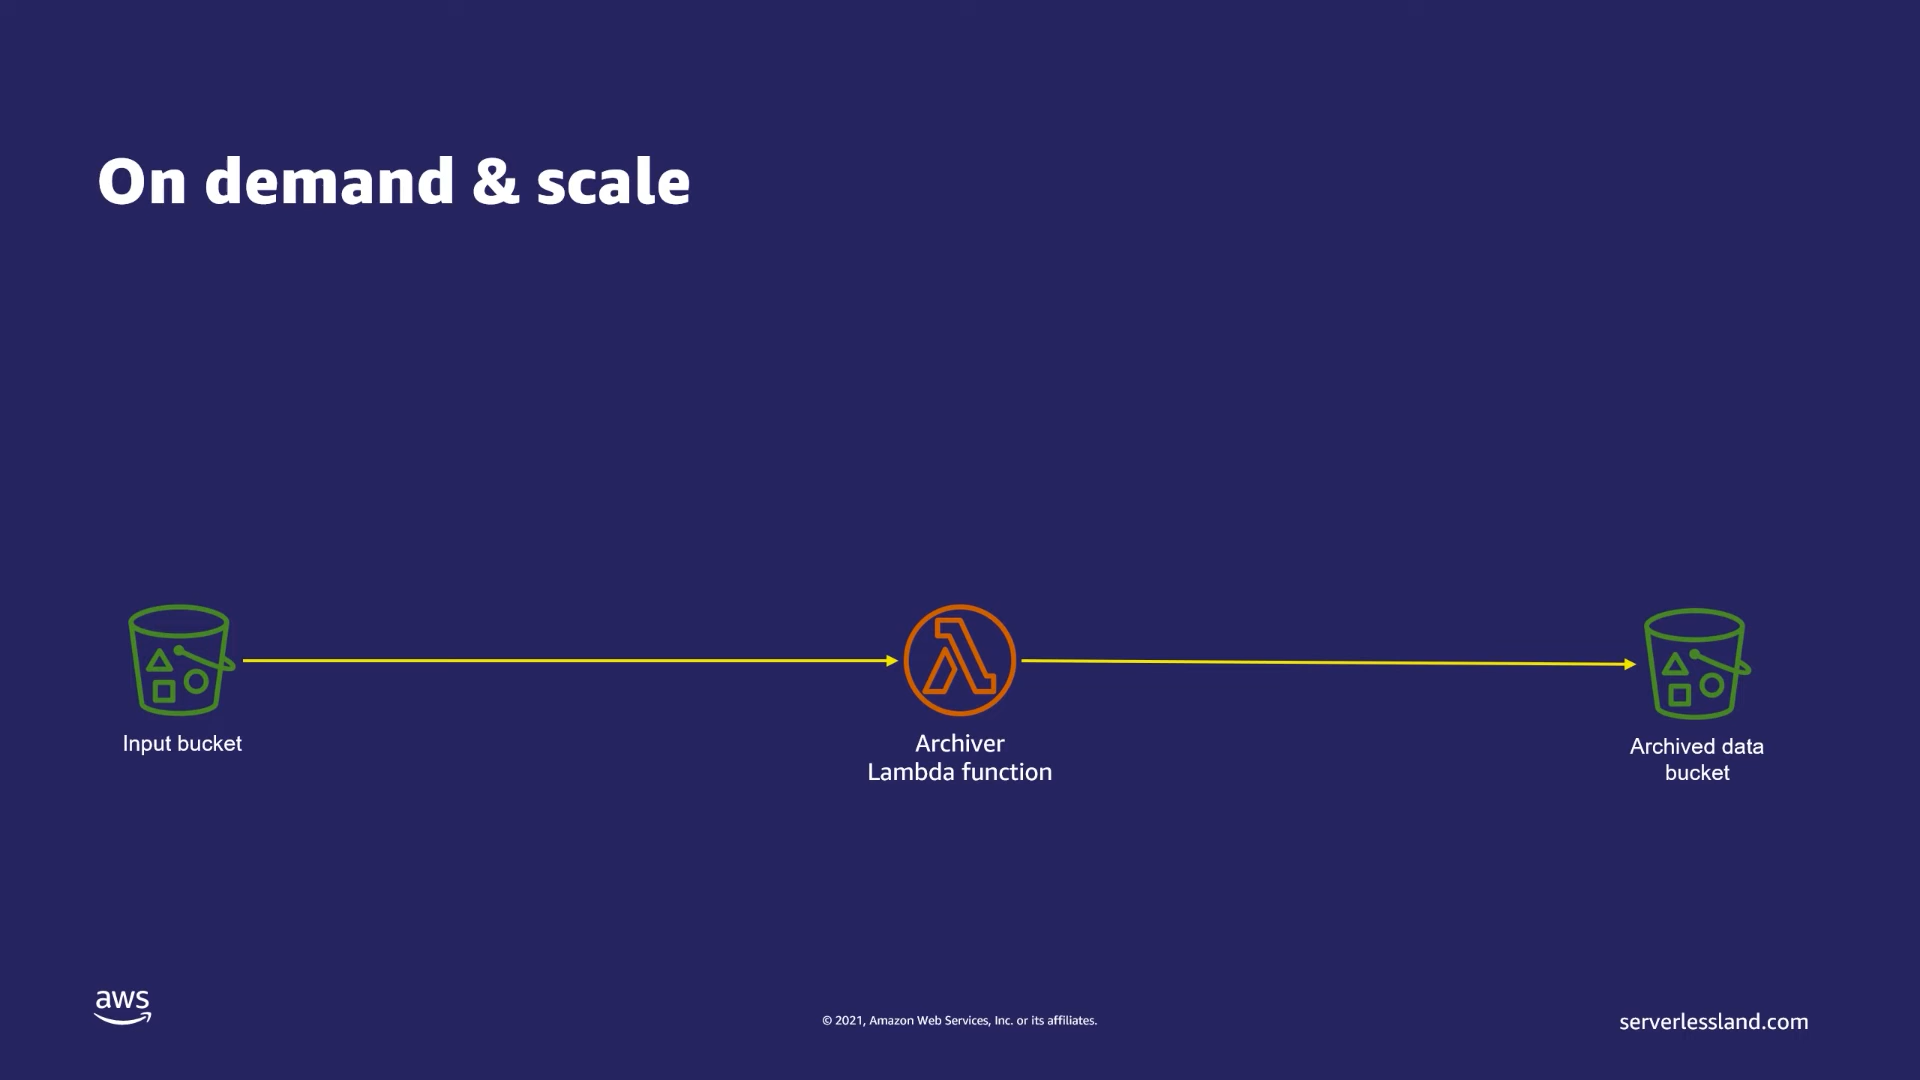 On demand & scale
Input bucket
Archiver
Lambda function
Archived data
bucket
aws
© 2021, Amazon Web Services, Inc. or its affiliates.
serverlessland.com